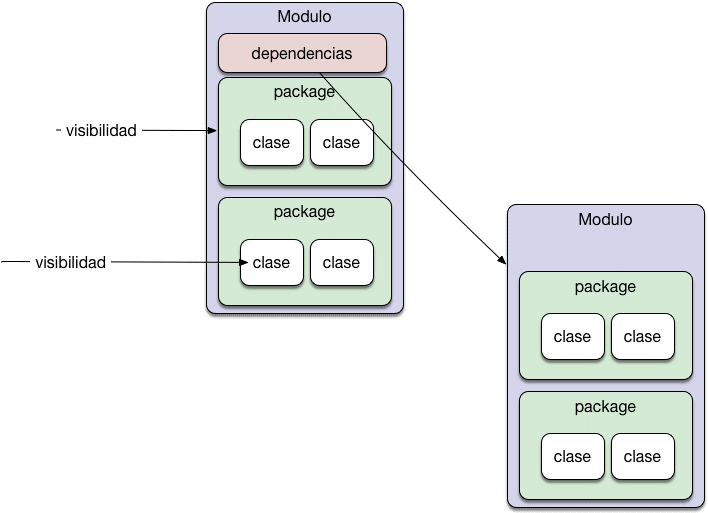 Modulo
dependencias
package
visibilidad
clase clase
package
visibilidad
clase clase
Modulo
package
clase clase
package
clase clase